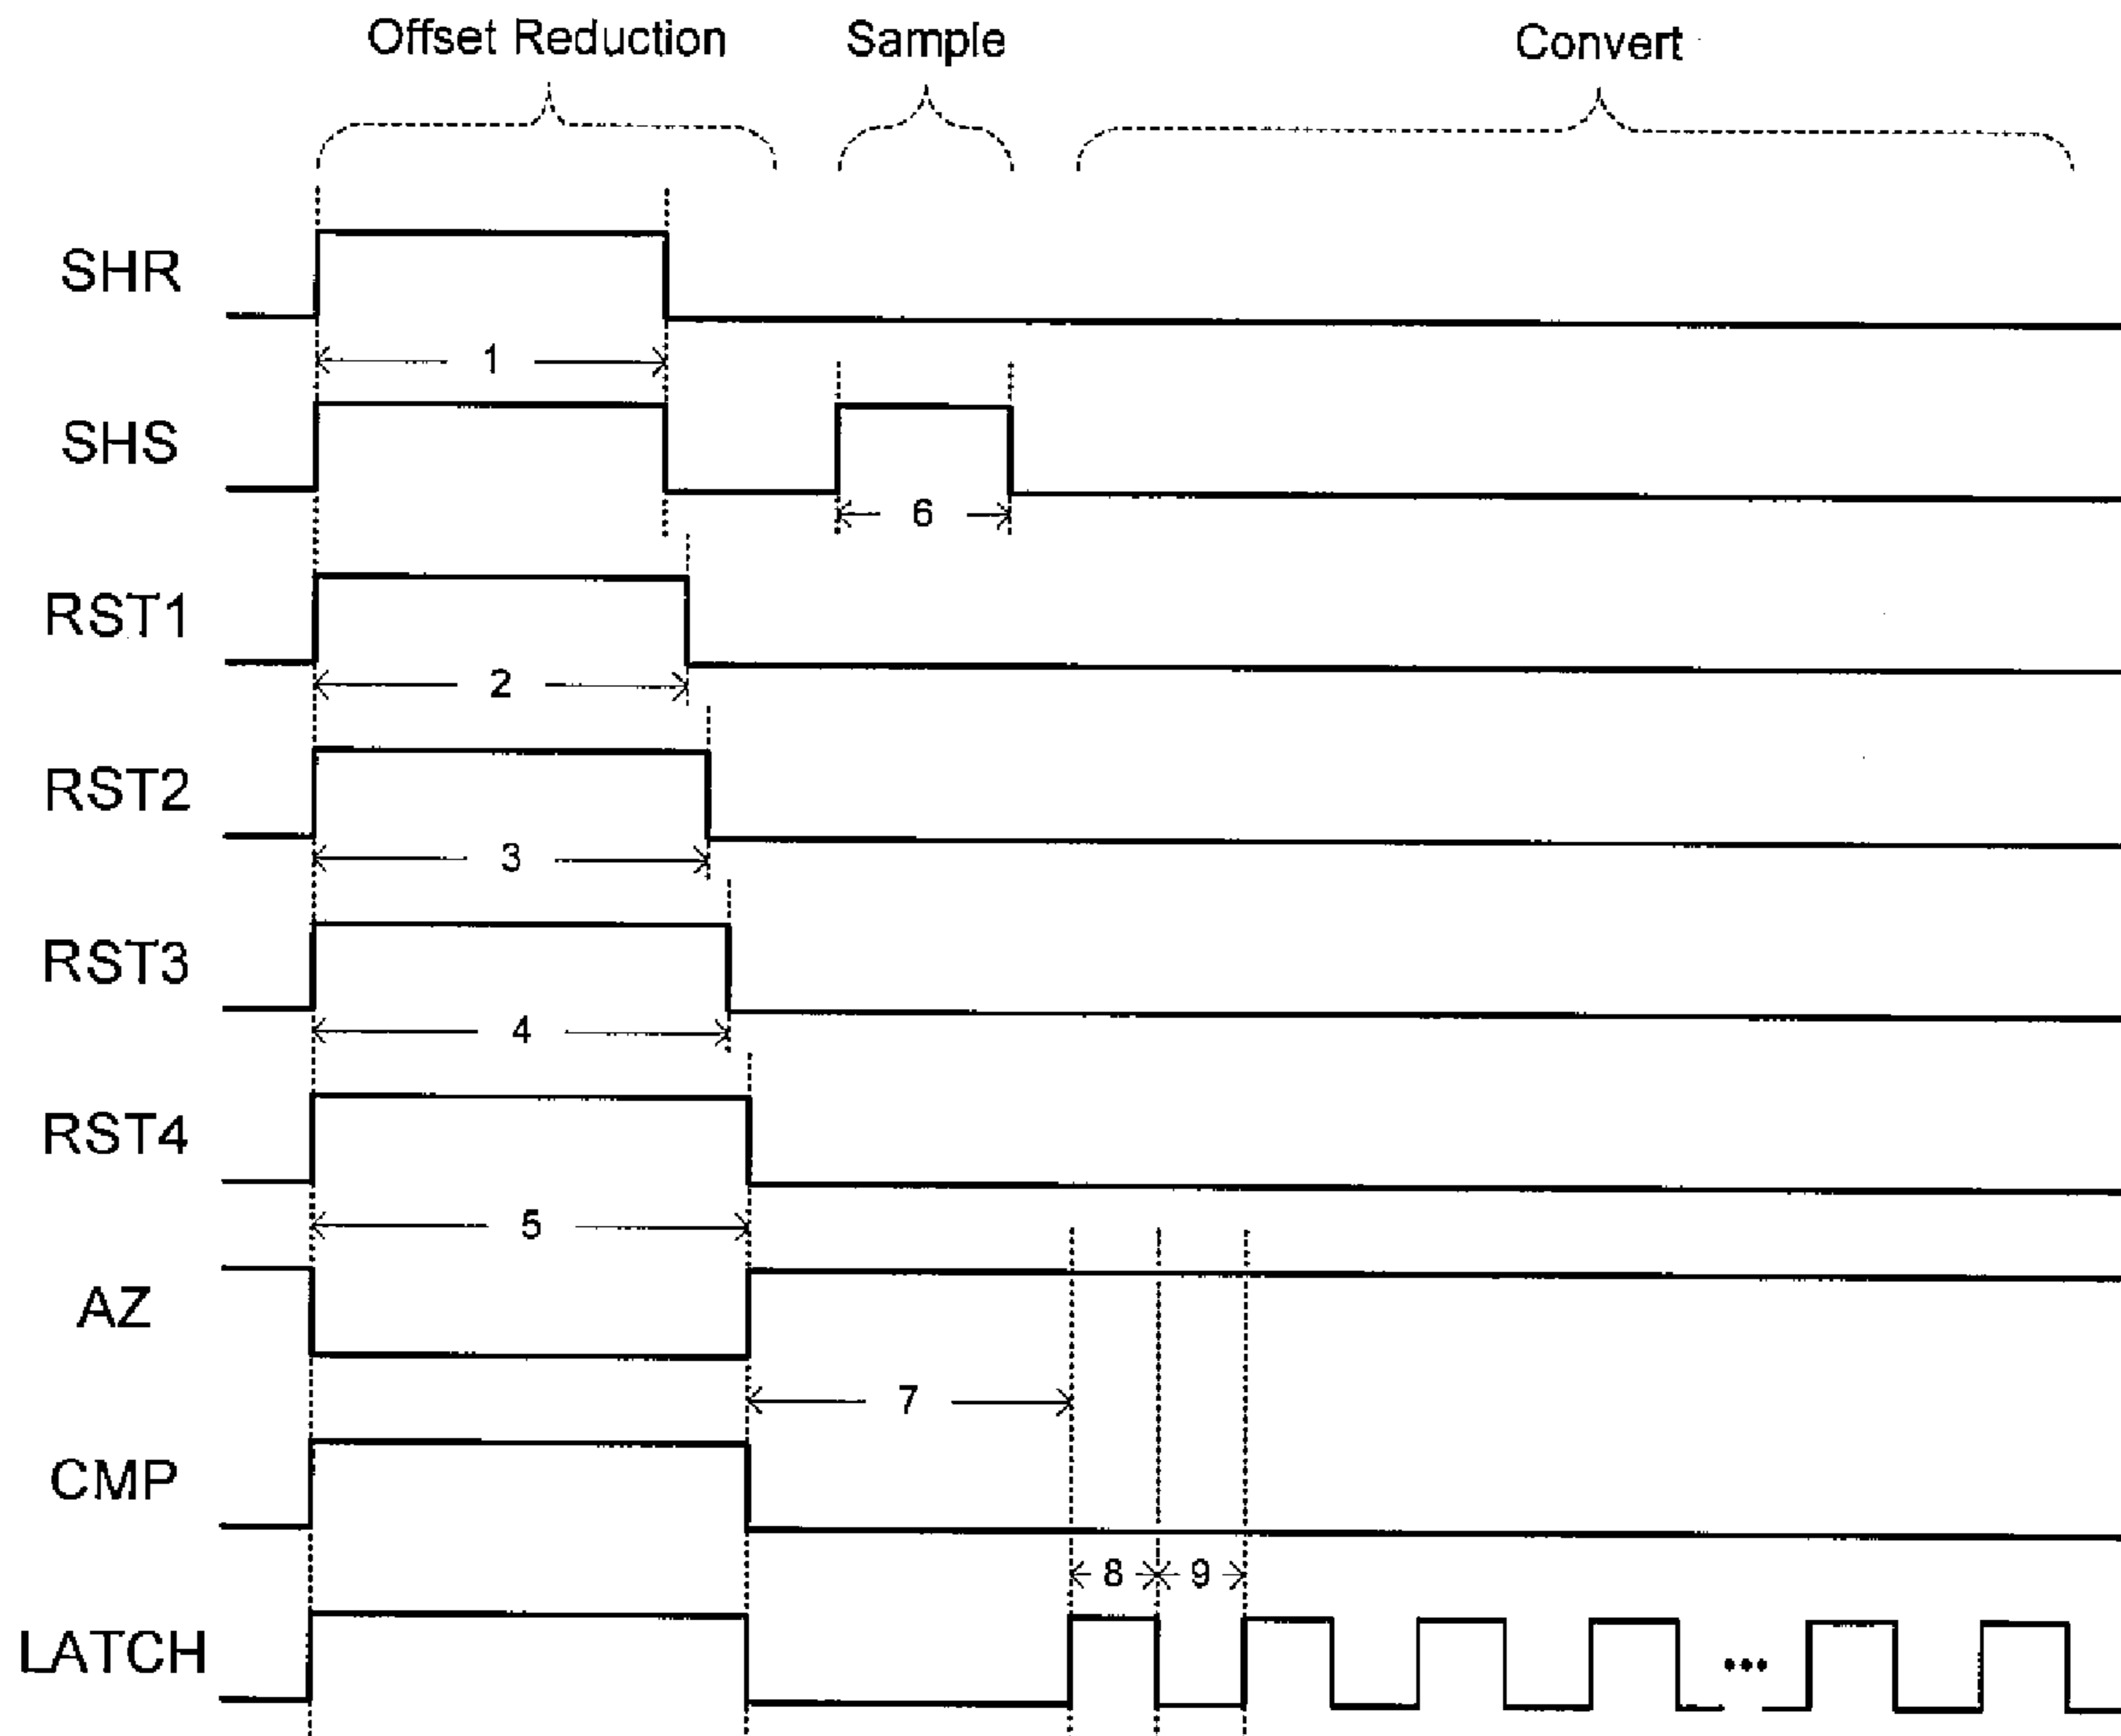 Offset Reduction Sample Convert
SHR
1
SHS
6
RST1
2
RST2
3
RST3
4
RST4
5
AZ
7
CMP
8 9
LATCH
•••